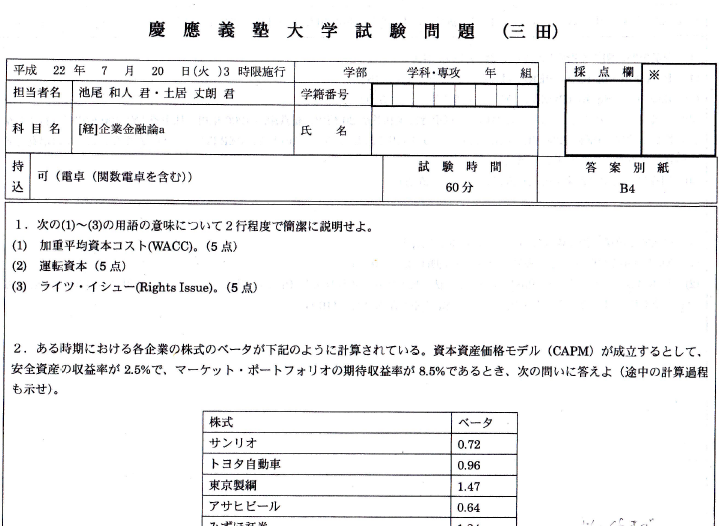 慶應義塾大学試験問題 (三田)
平成 22 年 7 月 20 日(火)3 時限施行 学部 学科・専攻 年 組 採点欄 ※
担当者名 池尾 和人 君・土居 丈朗 君 学籍番号
科目名 [経]企業金融論a 氏 名
持込 可（電卓（関数電卓を含む）） 試験時間 60分 答案別紙 B4
1．次の(1)～(3)の用語の意味について2行程度で簡潔に説明せよ。
(1) 加重平均資本コスト(WACC)。(5点)
(2) 運転資本（5点）
(3) ライツ・イシュー(Rights Issue)。(5点)
2．ある時期における各企業の株式のベータが下記のように計算されている。資本資産価格モデル（CAPM）が成立するとして、
安全資産の収益率が2.5%で、マーケット・ポートフォリオの期待収益率が8.5%であるとき、次の問いに答えよ（途中の計算過程
も示せ）。
株式 ベータ
サンリオ 0.72
トヨタ自動車 0.96
東京製綱 1.47
アサヒビール 0.64